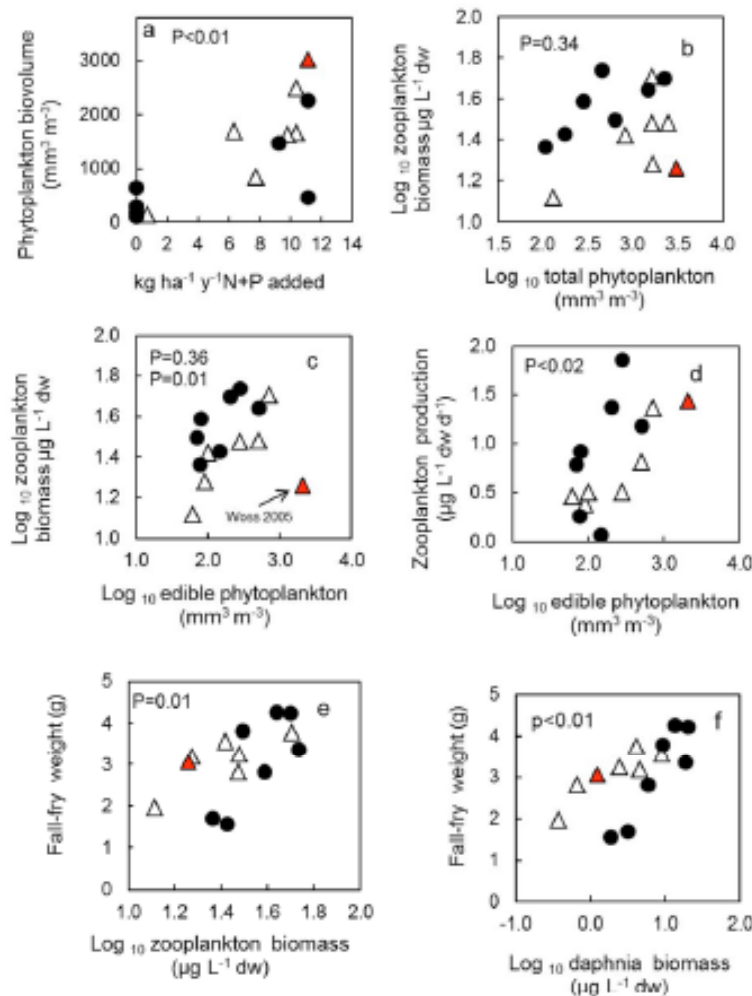 a
P<0.01
3000
2000
1000
0
0 2 4 6 8 10 12 14
Phytoplankton biovolume
(mm³ m⁻³)
kg ha⁻¹ y⁻¹N+P added
b
P=0.34
2.0
1.8
1.6
1.4
1.2
1.0
1.5 2.0 2.5 3.0 3.5 4.0
Log ₁₀ zooplankton
biomass µg L⁻¹ dw
Log ₁₀ total phytoplankton
(mm³ m⁻³)
c
P=0.36
P=0.01
2.0
1.8
1.6
1.4
1.2
1.0
1.0 2.0 3.0 4.0
Woss 2005
Log ₁₀ zooplankton
biomass µg L⁻¹ dw
Log ₁₀ edible phytoplankton
(mm³ m⁻³)
d
P<0.02
2.0
1.5
1.0
0.5
0.0
1.0 2.0 3.0 4.0
Zooplankton production
(µg L⁻¹ dw d⁻¹)
Log ₁₀ edible phytoplankton
(mm³ m⁻³)
e
P=0.01
5
4
3
2
1
0
1.0 1.2 1.4 1.6 1.8 2.0
Fall-fry weight (g)
Log ₁₀ zooplankton biomass
(µg L⁻¹ dw)
f
p<0.01
5
4
3
2
1
0
-1.0 0.0 1.0 2.0
Fall-fry weight (g)
Log ₁₀ daphnia biomass
(µg L⁻¹ dw)